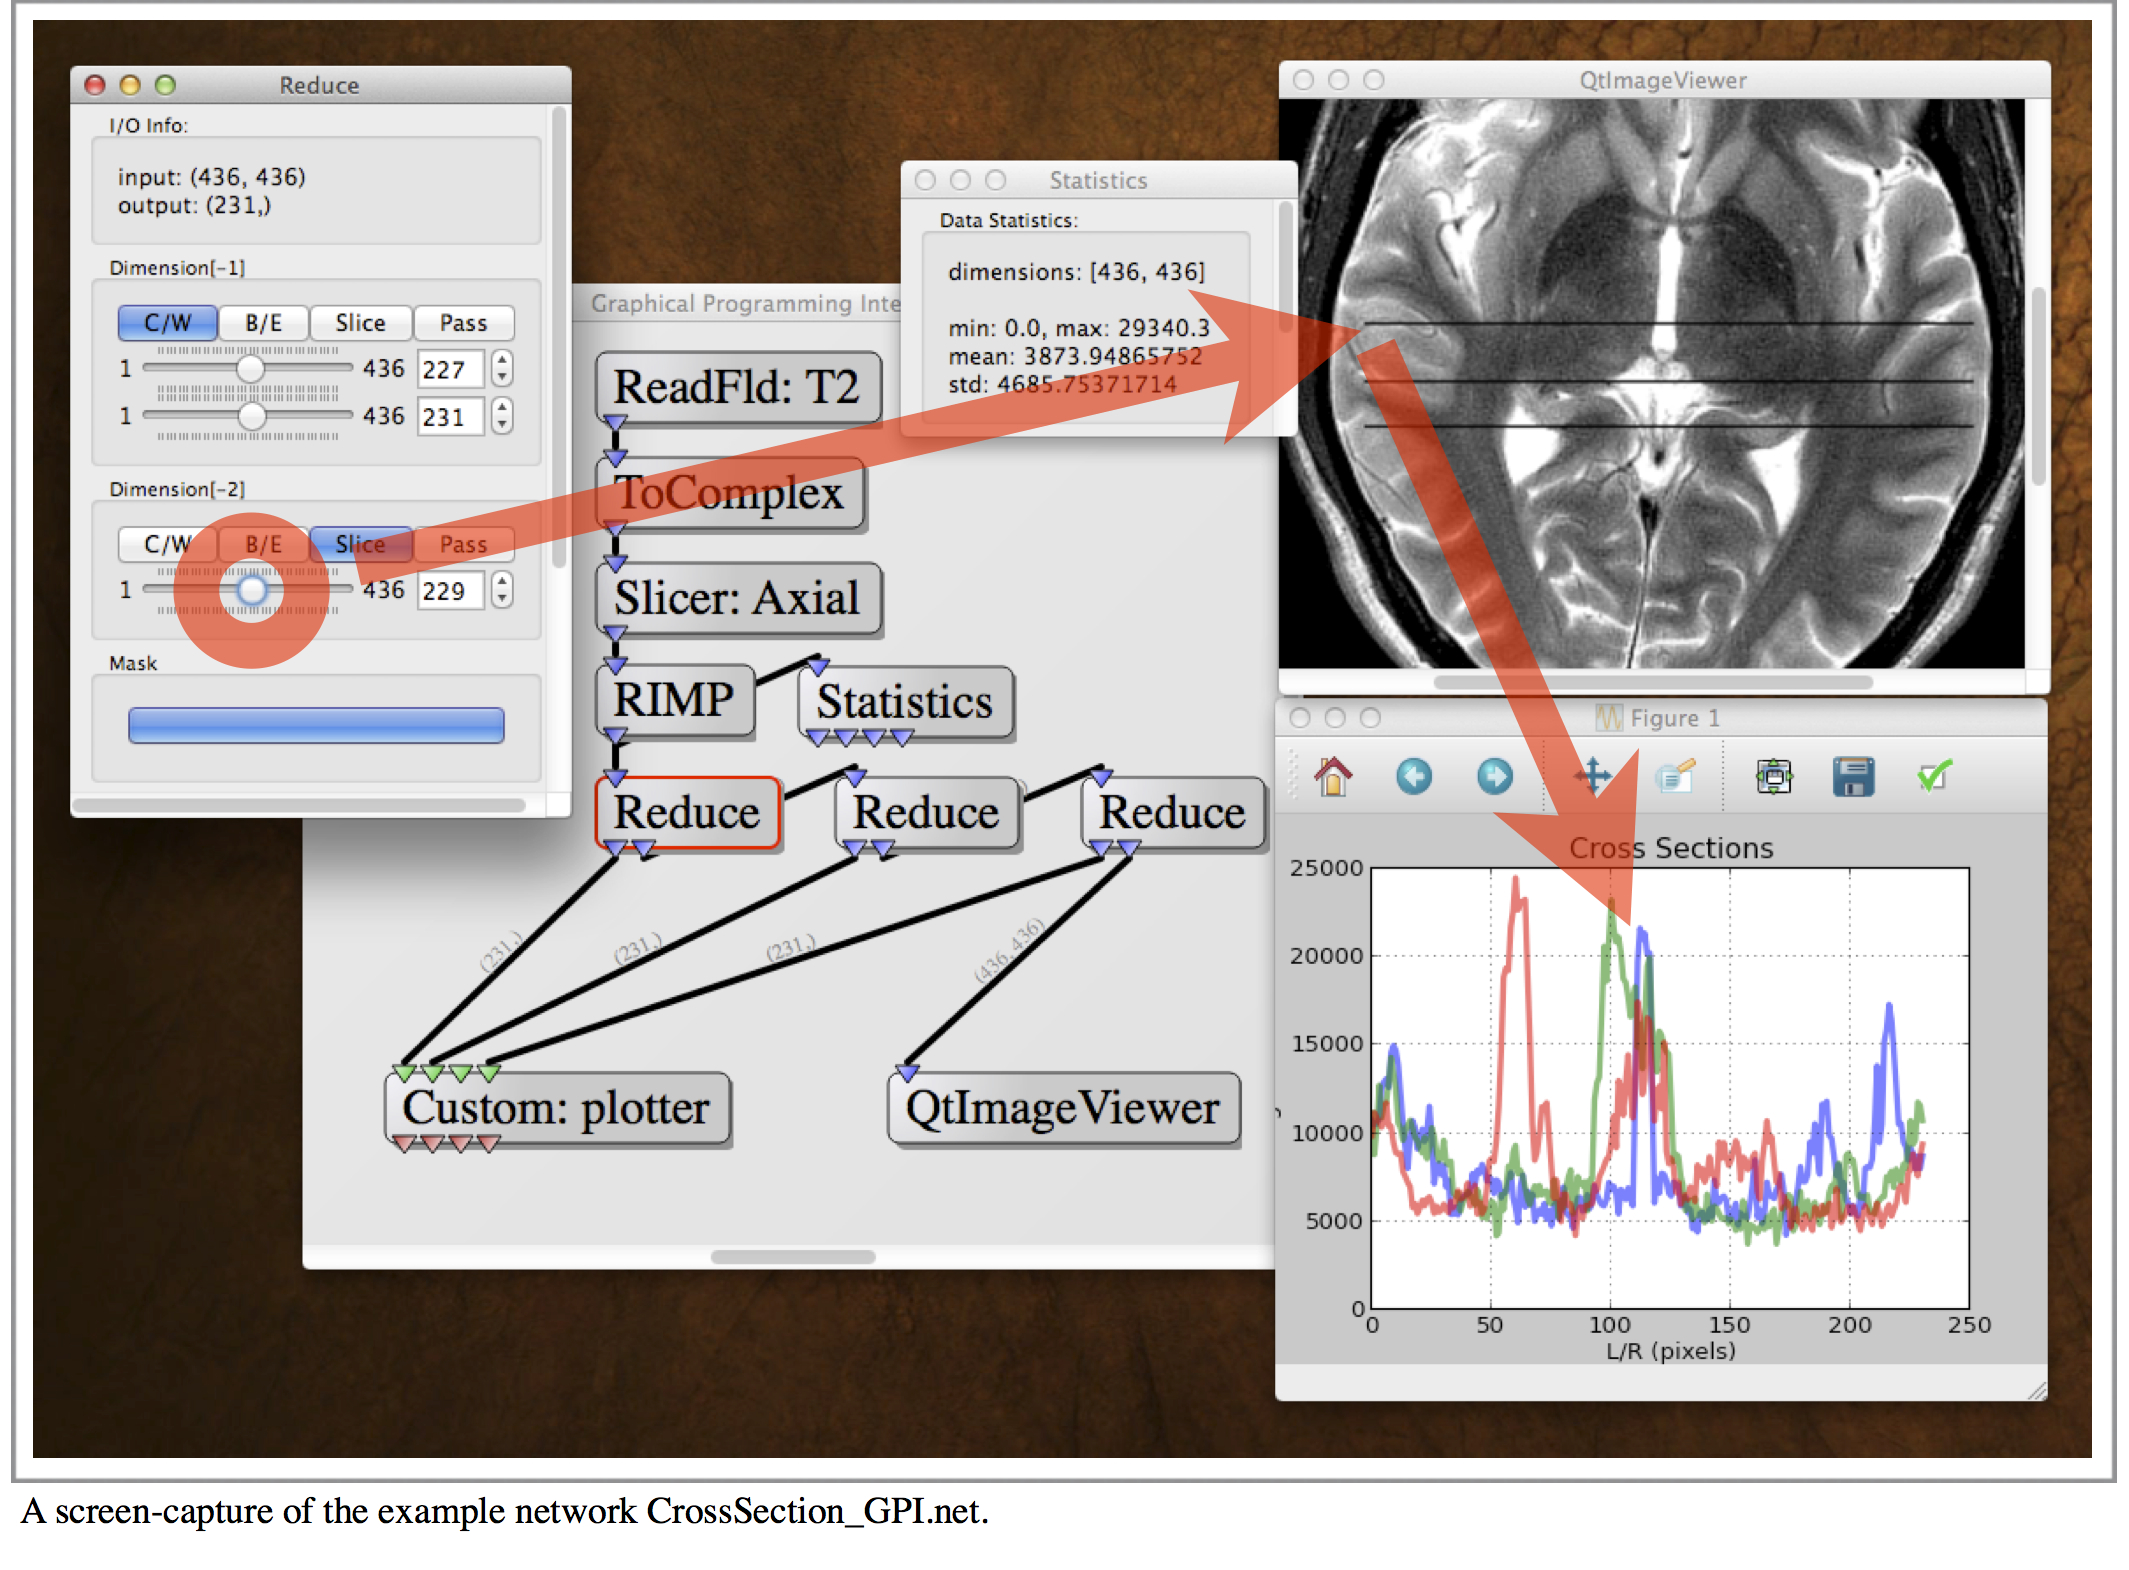 Reduce
I/O Info:
input: (436, 436)
output: (231,)
Dimension[-1]
C/W B/E Slice Pass
1 436 227
1 436 231
Dimension[-2]
C/W B/E Slice Pass
1 436 229
Mask
Graphical Programming Inte
ReadFld: T2
ToComplex
Slicer: Axial
RIMP
Statistics
Reduce
Reduce
Reduce
(231,)
(231,)
(231,)
(436,436)
Custom: plotter
QtImageViewer
Statistics
Data Statistics:
dimensions: [436, 436]
min: 0.0, max: 29340.3
mean: 3873.94865752
std: 4685.75371714
QtImageViewer
Figure 1
Cross Sections
25000
20000
15000
10000
5000
0
0 50 100 150 200 250
L/R (pixels)
A screen-capture of the example network CrossSection_GPI.net.